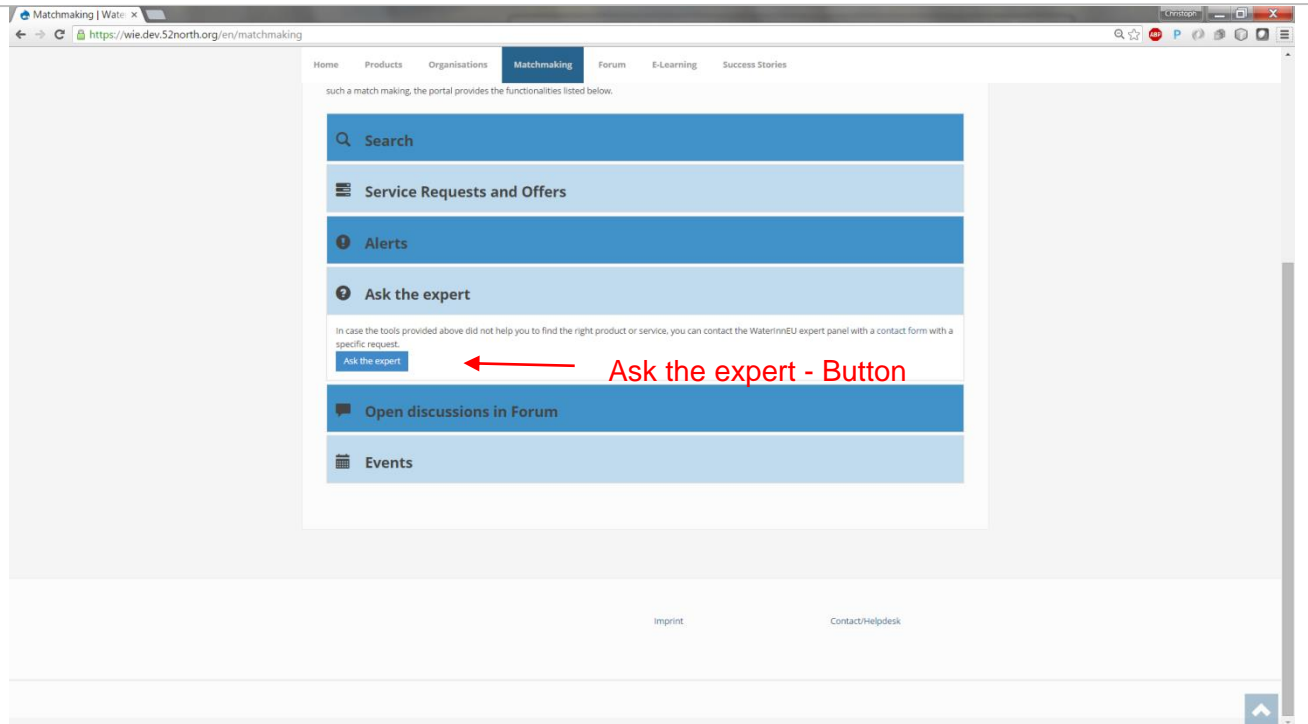 Matchmaking | Wate
Christoph
https://wie.dev.52north.org/en/matchmaking
ABP
P
Home Products Organisations Matchmaking Forum E-Learning Success Stories
such a match making, the portal provides the functionalities listed below.
Search
Service Requests and Offers
Alerts
Ask the expert
In case the tools provided above did not help you to find the right product or service, you can contact the WaterInnEU expert panel with a contact form with a
specific request.
Ask the expert
Ask the expert - Button
Open discussions in Forum
Events
Imprint Contact/Helpdesk